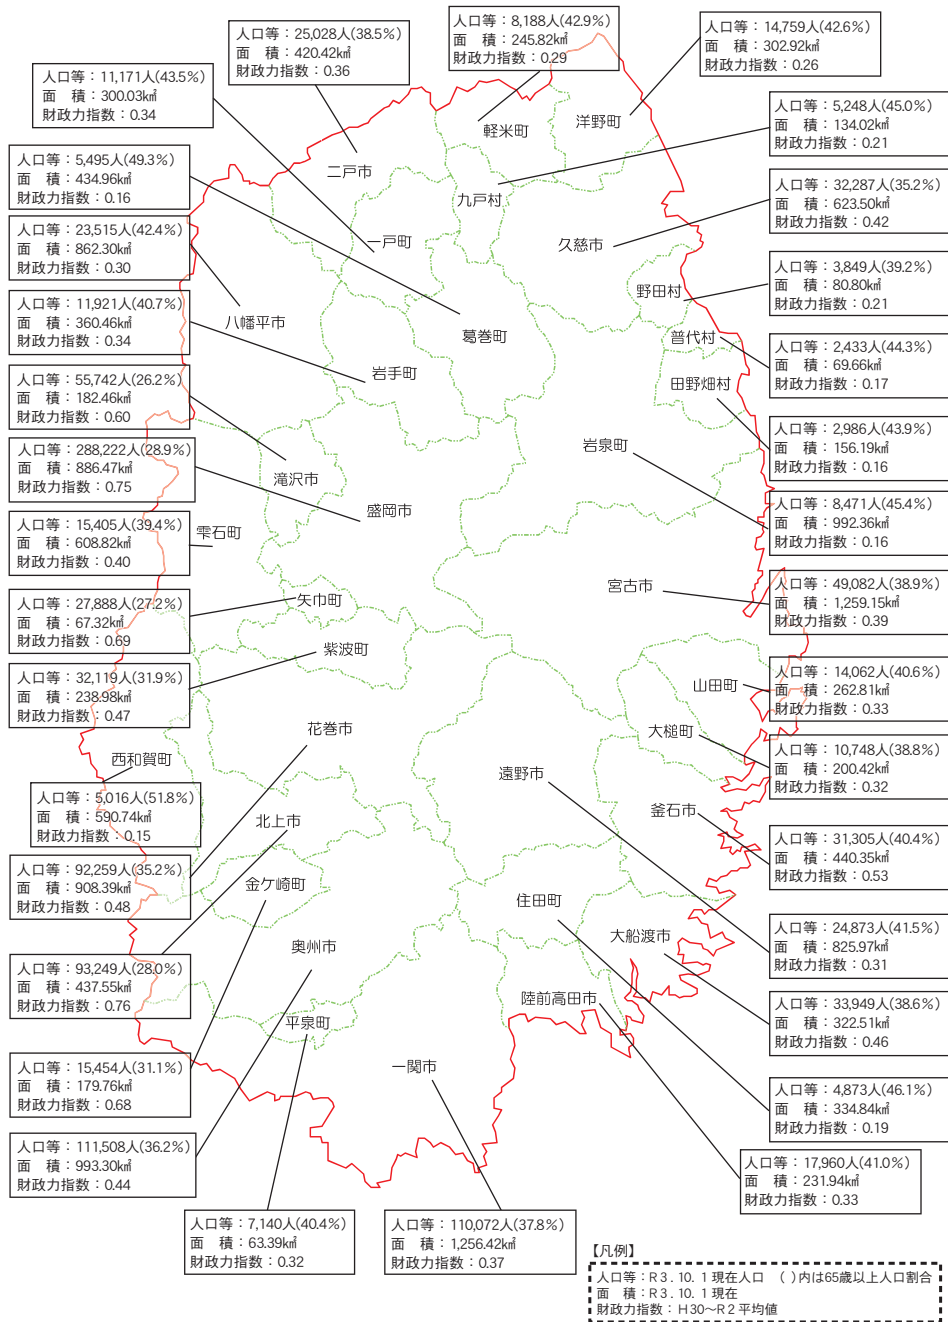 人口等：25,028人(38.5%)
面　積：420.42k㎡
財政力指数：0.36
人口等：8,188人(42.9%)
面　積：245.82k㎡
財政力指数：0.29
人口等：14,759人(42.6%)
面　積：302.92k㎡
財政力指数：0.26
人口等：11,171人(43.5%)
面　積：300.03k㎡
財政力指数：0.34
人口等：5,248人(45.0%)
面　積：134.02k㎡
財政力指数：0.21
人口等：5,495人(49.3%)
面　積：434.96k㎡
財政力指数：0.16
人口等：32,287人(35.2%)
面　積：623.50k㎡
財政力指数：0.42
人口等：23,515人(42.4%)
面　積：862.30k㎡
財政力指数：0.30
人口等：3,849人(39.2%)
面　積：80.80k㎡
財政力指数：0.21
人口等：11,921人(40.7%)
面　積：360.46k㎡
財政力指数：0.34
人口等：2,433人(44.3%)
面　積：69.66k㎡
財政力指数：0.17
人口等：55,742人(26.2%)
面　積：182.46k㎡
財政力指数：0.60
人口等：2,986人(43.9%)
面　積：156.19k㎡
財政力指数：0.16
人口等：288,222人(28.9%)
面　積：886.47k㎡
財政力指数：0.75
人口等：8,471人(45.4%)
面　積：992.36k㎡
財政力指数：0.16
人口等：15,405人(39.4%)
面　積：608.82k㎡
財政力指数：0.40
人口等：49,082人(38.9%)
面　積：1,259.15k㎡
財政力指数：0.39
人口等：27,888人(27.2%)
面　積：67.32k㎡
財政力指数：0.69
人口等：14,062人(40.6%)
面　積：262.81k㎡
財政力指数：0.33
人口等：32,119人(31.9%)
面　積：238.98k㎡
財政力指数：0.47
人口等：10,748人(38.8%)
面　積：200.42k㎡
財政力指数：0.32
人口等：5,016人(51.8%)
面　積：590.74k㎡
財政力指数：0.15
人口等：31,305人(40.4%)
面　積：440.35k㎡
財政力指数：0.53
人口等：92,259人(35.2%)
面　積：908.39k㎡
財政力指数：0.48
人口等：24,873人(41.5%)
面　積：825.97k㎡
財政力指数：0.31
人口等：93,249人(28.0%)
面　積：437.55k㎡
財政力指数：0.76
人口等：33,949人(38.6%)
面　積：322.51k㎡
財政力指数：0.46
人口等：15,454人(31.1%)
面　積：179.76k㎡
財政力指数：0.68
人口等：4,873人(46.1%)
面　積：334.84k㎡
財政力指数：0.19
人口等：111,508人(36.2%)
面　積：993.30k㎡
財政力指数：0.44
人口等：17,960人(41.0%)
面　積：231.94k㎡
財政力指数：0.33
人口等：7,140人(40.4%)
面　積：63.39k㎡
財政力指数：0.32
人口等：110,072人(37.8%)
面　積：1,256.42k㎡
財政力指数：0.37
洋野町
軽米町
二戸市
九戸村
一戸町
久慈市
野田村
八幡平市
葛巻町
普代村
岩手町
田野畑村
岩泉町
滝沢市
盛岡市
雫石町
宮古市
矢巾町
紫波町
山田町
花巻市
大槌町
西和賀町
遠野市
釜石市
北上市
金ケ崎町
住田町
大船渡市
奥州市
陸前高田市
平泉町
一関市
【凡例】
人口等：Ｒ3．10．1 現在人口　( )内は65歳以上人口割合
面　積：Ｒ3．10．1 現在
財政力指数：Ｈ30〜Ｒ2 平均値